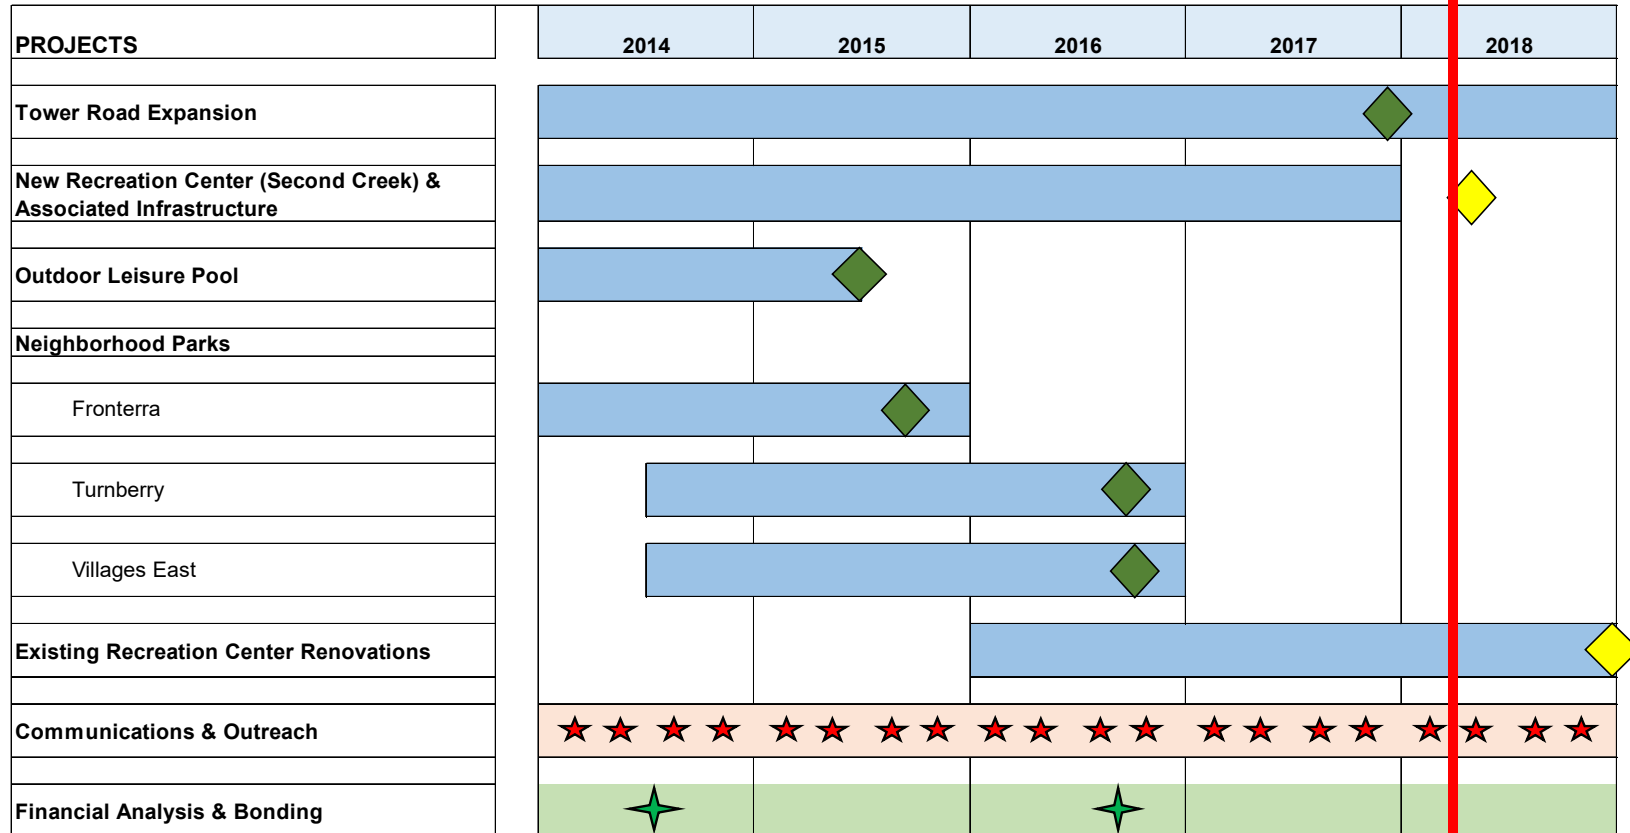 PROJECTS 2014 2015 2016 2017 2018
Tower Road Expansion
New Recreation Center (Second Creek) &
Associated Infrastructure
Outdoor Leisure Pool
Neighborhood Parks
Fronterra
Turnberry
Villages East
Existing Recreation Center Renovations
Communications & Outreach
Financial Analysis & Bonding